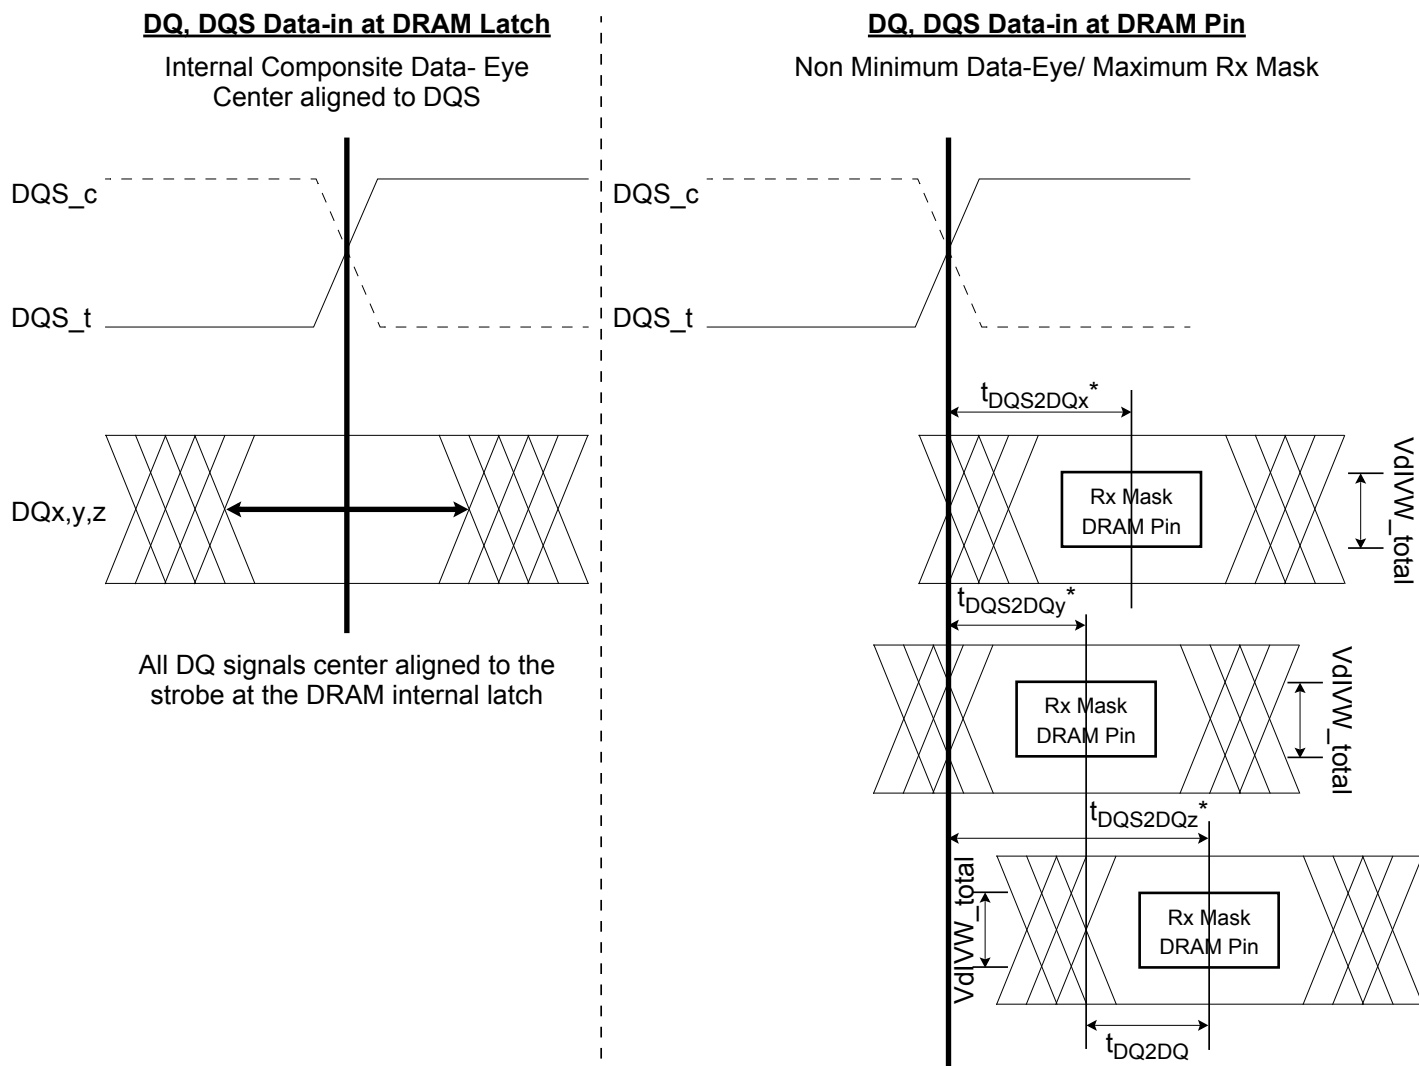 DQ, DQS Data-in at DRAM Latch
Internal Componsite Data- Eye
Center aligned to DQS
DQS_c
DQS_t
DQx,y,z
All DQ signals center aligned to the
strobe at the DRAM internal latch
DQ, DQS Data-in at DRAM Pin
Non Minimum Data-Eye/ Maximum Rx Mask
DQS_c
DQS_t
tDQS2DQx*
Rx Mask
DRAM Pin
VdIVW_total
tDQS2DQy*
Rx Mask
DRAM Pin
VdIVW_total
tDQS2DQz*
VdIVW_total
Rx Mask
DRAM Pin
tDQ2DQ